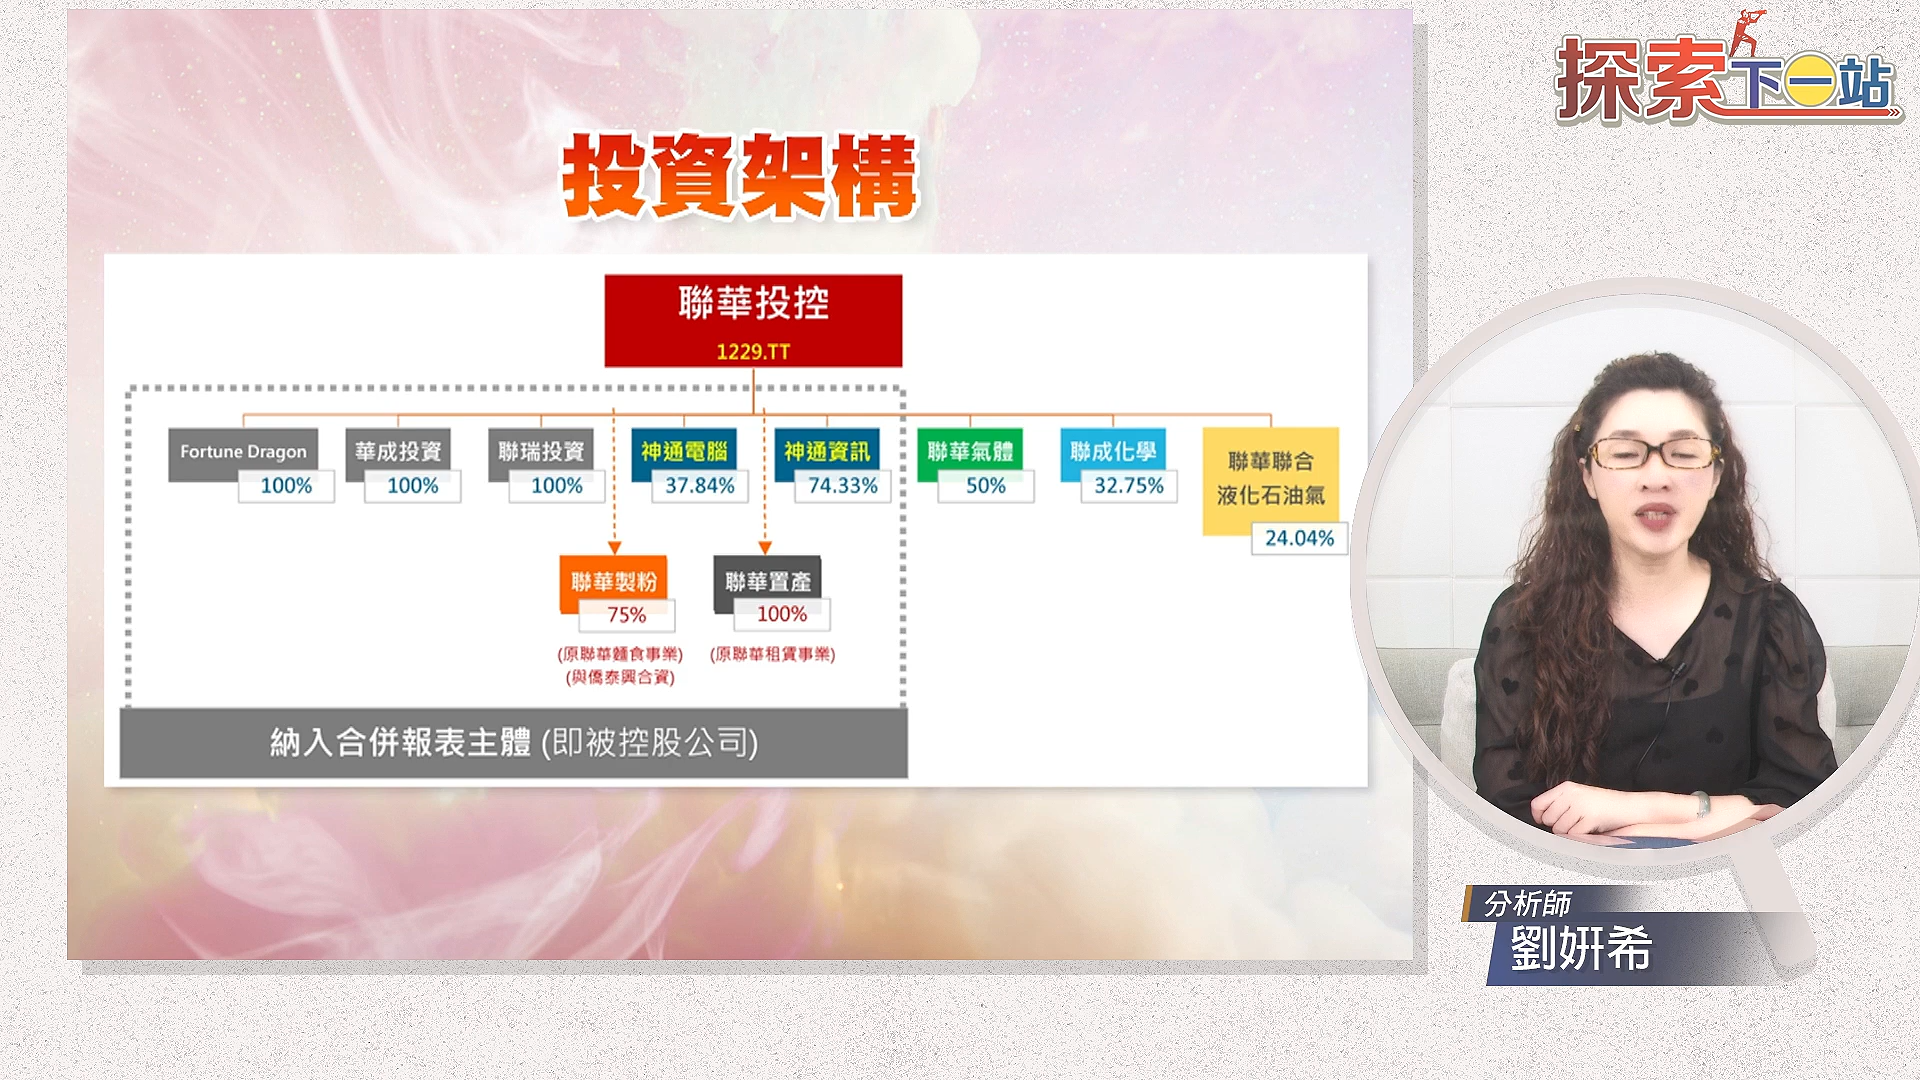 探索下一站
投資架構
聯華投控
1229.TT
Fortune Dragon
100%
華成投資
100%
聯瑞投資
100%
神通電腦
37.84%
神通資訊
74.33%
聯華氣體
50%
聯成化學
32.75%
聯華聯合
液化石油氣
24.04%
聯華製粉
75%
(原聯華麵食事業)
(與僑泰興合資)
聯華置產
100%
(原聯華租賃事業)
納入合併報表主體 (即被控股公司)
分析師
劉妍希